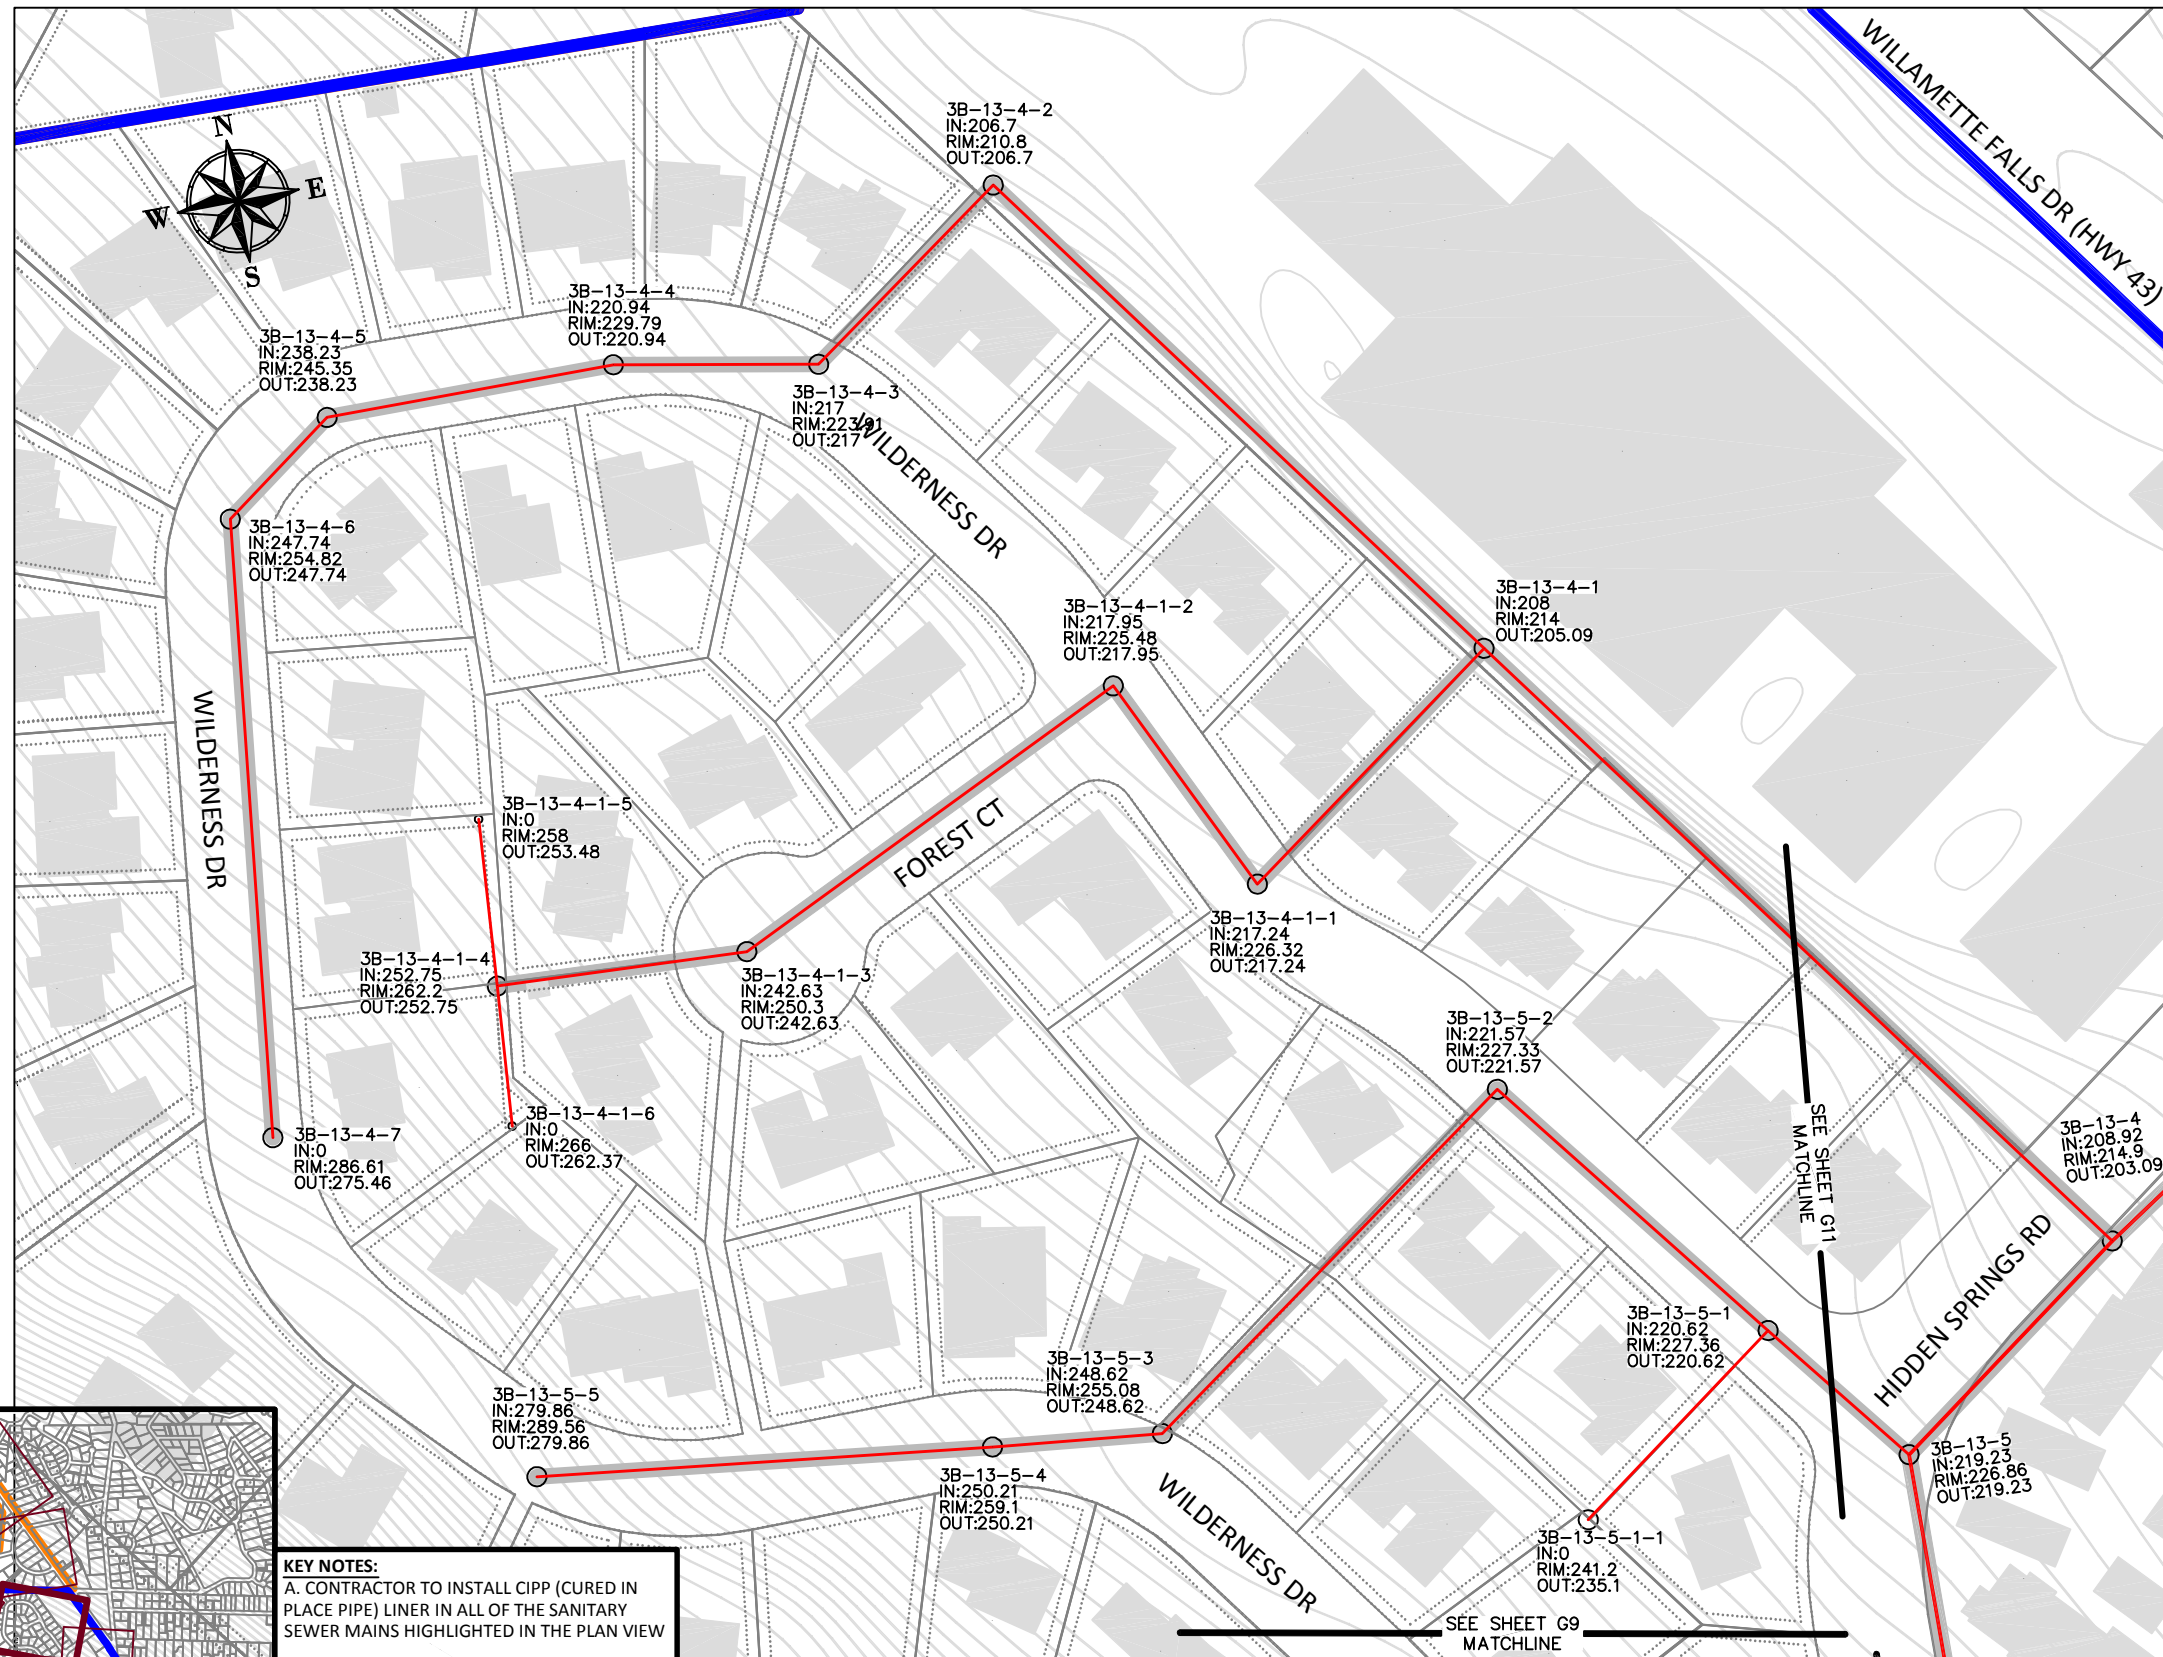 WILLAMETTE FALLS DR (HWY 43)
3B-13-4-2
IN:206.7
RIM:210.8
OUT:206.7
N
E
W
S
3B-13-4-4
IN:220.94
RIM:229.79
OUT:220.94
3B-13-4-5
IN:238.23
RIM:245.35
OUT:238.23
3B-13-4-3
IN:217
RIM:223.91
OUT:217
WILDERNESS DR
3B-13-4-6
IN:247.74
RIM:254.82
OUT:247.74
3B-13-4-1
IN:208
RIM:214
OUT:205.09
3B-13-4-1-2
IN:217.95
RIM:225.48
OUT:217.95
WILDERNESS DR
3B-13-4-1-5
IN:0
RIM:258
OUT:253.48
FOREST CT
3B-13-4-1-1
IN:217.24
RIM:226.32
OUT:217.24
3B-13-4-1-4
IN:252.75
RIM:262.2
OUT:252.75
3B-13-4-1-3
IN:242.63
RIM:250.3
OUT:242.63
3B-13-5-2
IN:221.57
RIM:227.33
OUT:221.57
3B-13-4-1-6
IN:0
RIM:266
OUT:262.37
3B-13-4-7
IN:0
RIM:286.61
OUT:275.46
SEE SHEET G11
MATCHLINE
3B-13-4
IN:208.92
RIM:214.9
OUT:203.09
HIDDEN SPRINGS RD
3B-13-5-1
IN:220.62
RIM:227.36
OUT:220.62
3B-13-5-3
IN:248.62
RIM:255.08
OUT:248.62
3B-13-5-5
IN:279.86
RIM:289.56
OUT:279.86
3B-13-5-4
IN:250.21
RIM:259.1
OUT:250.21
3B-13-5
IN:219.23
RIM:226.86
OUT:219.23
WILDERNESS DR
3B-13-5-1-1
IN:0
RIM:241.2
OUT:235.1
SEE SHEET G9
MATCHLINE
KEY NOTES:
A. CONTRACTOR TO INSTALL CIPP (CURED IN
PLACE PIPE) LINER IN ALL OF THE SANITARY
SEWER MAINS HIGHLIGHTED IN THE PLAN VIEW